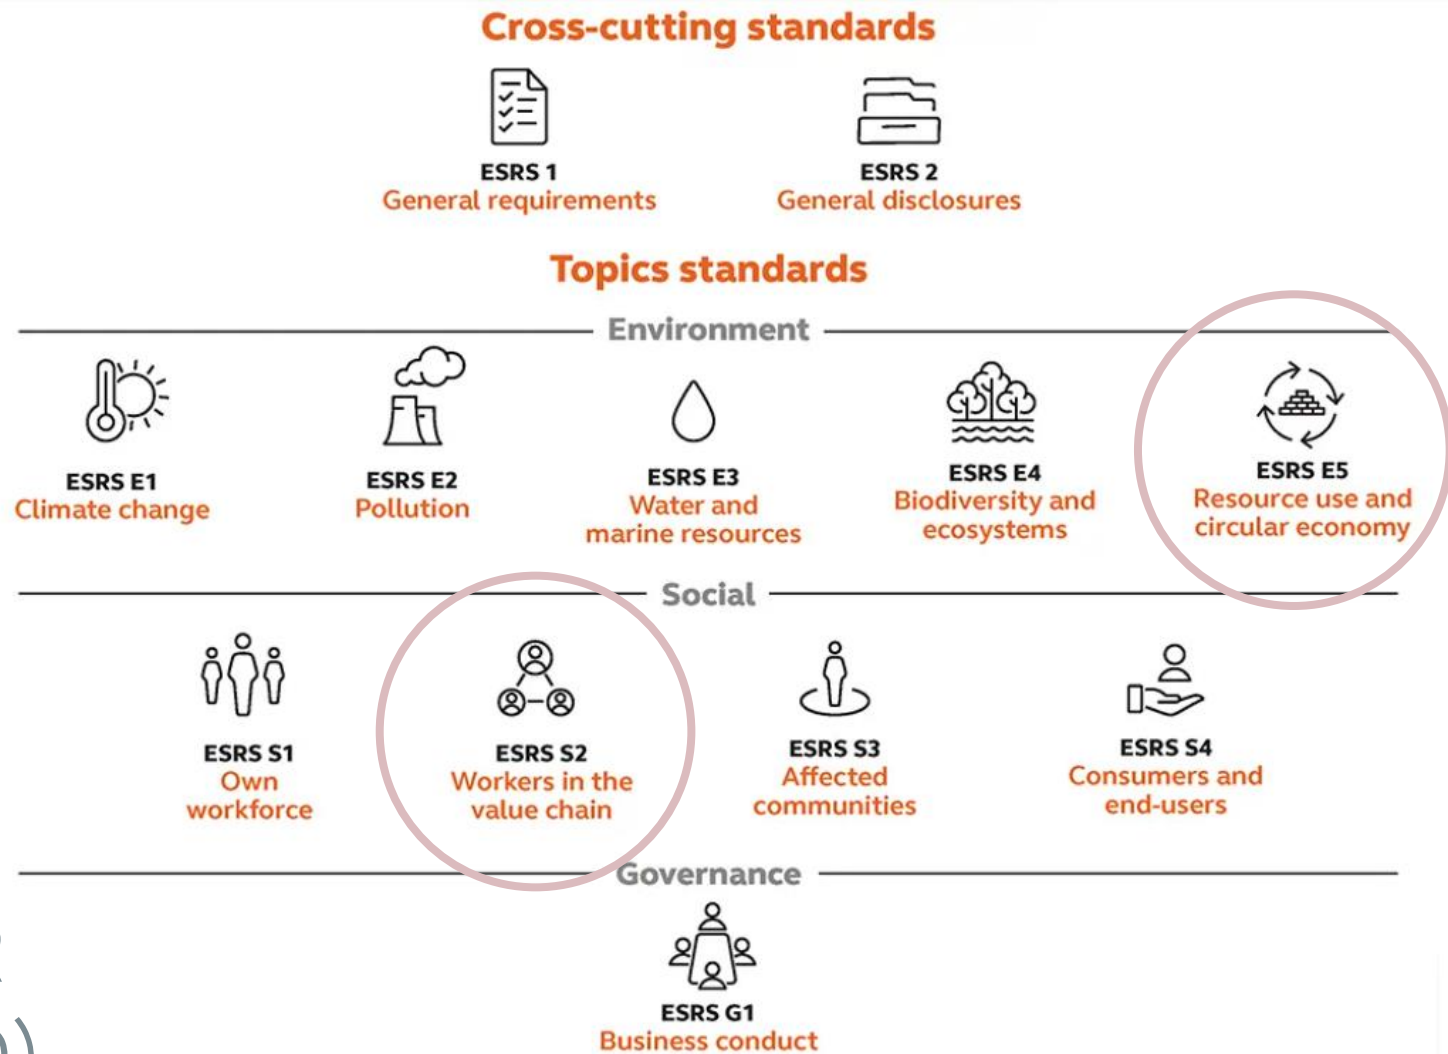 Cross-cutting standards
ESRS 1
General requirements
ESRS 2
General disclosures
Topics standards
Environment
ESRS E1
Climate change
ESRS E2
Pollution
ESRS E3
Water and
marine resources
ESRS E4
Biodiversity and
ecosystems
ESRS E5
Resource use and
circular economy
Social
ESRS S1
Own
workforce
ESRS S2
Workers in the
value chain
ESRS S3
Affected
communities
ESRS S4
Consumers and
end-users
Governance
ESRS G1
Business conduct